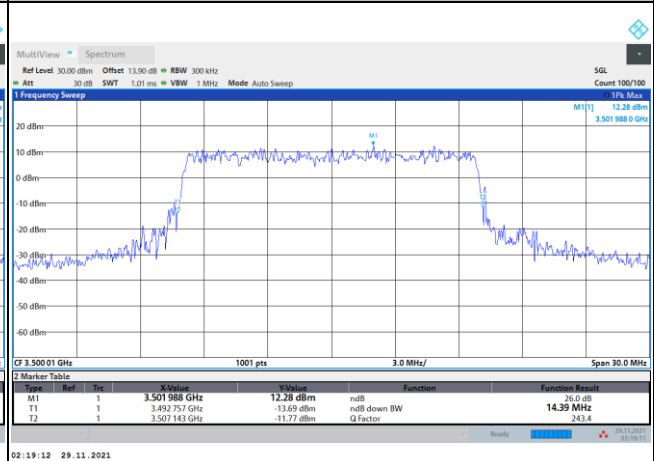 MultiView Spectrum
Ref Level 30.00 dBm Offset 13.90 dB RBW 300 kHz SGL
Att 30 dB SWT 1.01 ms VBW 1 MHz Mode Auto Sweep Count 100/100
1 Frequency Sweep 1Pk Max
M1[1] 12.28 dBm
3.501 988 0 GHz
20 dBm
M1
10 dBm
0 dBm
-10 dBm
-20 dBm
-30 dBm
-40 dBm
-50 dBm
-60 dBm
CF 3.500 01 GHz 1001 pts 3.0 MHz/ Span 30.0 MHz
2 Marker Table
Type Ref Trc X-Value Y-Value Function Function Result
M1 1 3.501 988 GHz 12.28 dBm ndB 26.0 dB
T1 1 3.492 757 GHz -13.69 dBm ndB down BW 14.39 MHz
T2 1 3.507 143 GHz -11.77 dBm Q Factor 243.4
Ready 29.11.2021
02:19:11
02:19:12 29.11.2021